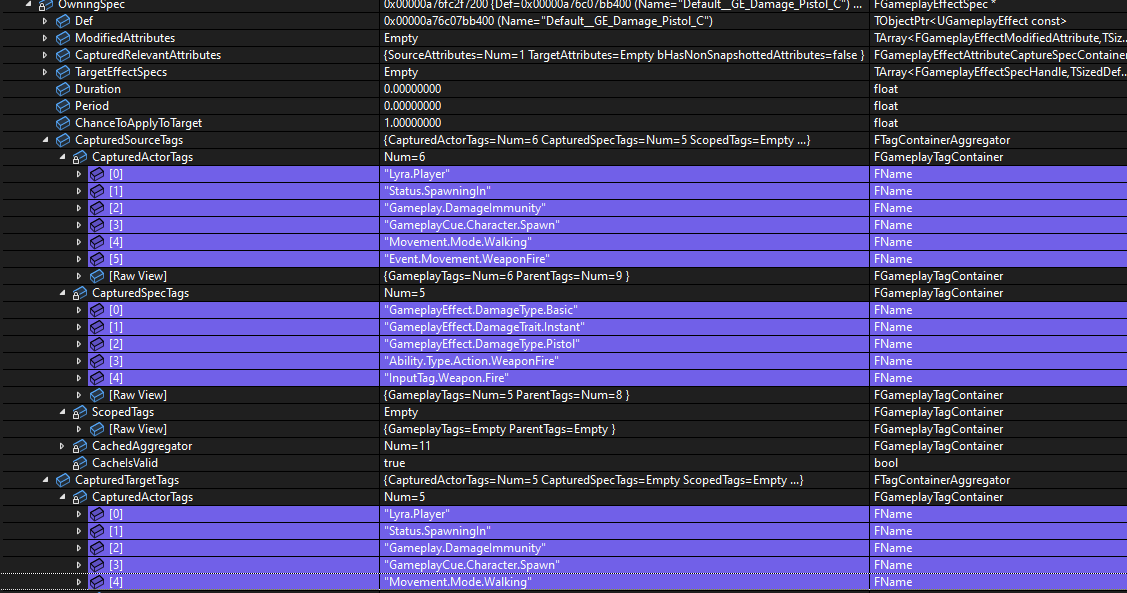 OwningSpec 0x00000a76fc2f7200 {Def=0x00000a76c07bb400 (Name="Default__GE_Damage_Pistol_C") ... FGameplayEffectSpec *
Def 0x00000a76c07bb400 (Name="Default__GE_Damage_Pistol_C") TObjectPtr<UGameplayEffect const>
ModifiedAttributes Empty TArray<FGameplayEffectModifiedAttribute,TSiz...
CapturedRelevantAttributes {SourceAttributes=Num=1 TargetAttributes=Empty bHasNonSnapshottedAttributes=false } FGameplayEffectAttributeCaptureSpecContainer
TargetEffectSpecs Empty TArray<FGameplayEffectSpecHandle,TSizedDef...
Duration 0.00000000 float
Period 0.00000000 float
ChanceToApplyToTarget 1.00000000 float
CapturedSourceTags {CapturedActorTags=Num=6 CapturedSpecTags=Num=5 ScopedTags=Empty ...} FTagContainerAggregator
CapturedActorTags Num=6 FGameplayTagContainer
[0] "Lyra.Player" FName
[1] "Status.SpawningIn" FName
[2] "Gameplay.DamageImmunity" FName
[3] "GameplayCue.Character.Spawn" FName
[4] "Movement.Mode.Walking" FName
[5] "Event.Movement.WeaponFire" FName
[Raw View] {GameplayTags=Num=6 ParentTags=Num=9 } FGameplayTagContainer
CapturedSpecTags Num=5 FGameplayTagContainer
[0] "GameplayEffect.DamageType.Basic" FName
[1] "GameplayEffect.DamageTrait.Instant" FName
[2] "GameplayEffect.DamageType.Pistol" FName
[3] "Ability.Type.Action.WeaponFire" FName
[4] "InputTag.Weapon.Fire" FName
[Raw View] {GameplayTags=Num=5 ParentTags=Num=8 } FGameplayTagContainer
ScopedTags Empty FGameplayTagContainer
[Raw View] {GameplayTags=Empty ParentTags=Empty } FGameplayTagContainer
CachedAggregator Num=11 FGameplayTagContainer
CacheIsValid true bool
CapturedTargetTags {CapturedActorTags=Num=5 CapturedSpecTags=Empty ScopedTags=Empty ...} FTagContainerAggregator
CapturedActorTags Num=5 FGameplayTagContainer
[0] "Lyra.Player" FName
[1] "Status.SpawningIn" FName
[2] "Gameplay.DamageImmunity" FName
[3] "GameplayCue.Character.Spawn" FName
[4] "Movement.Mode.Walking" FName